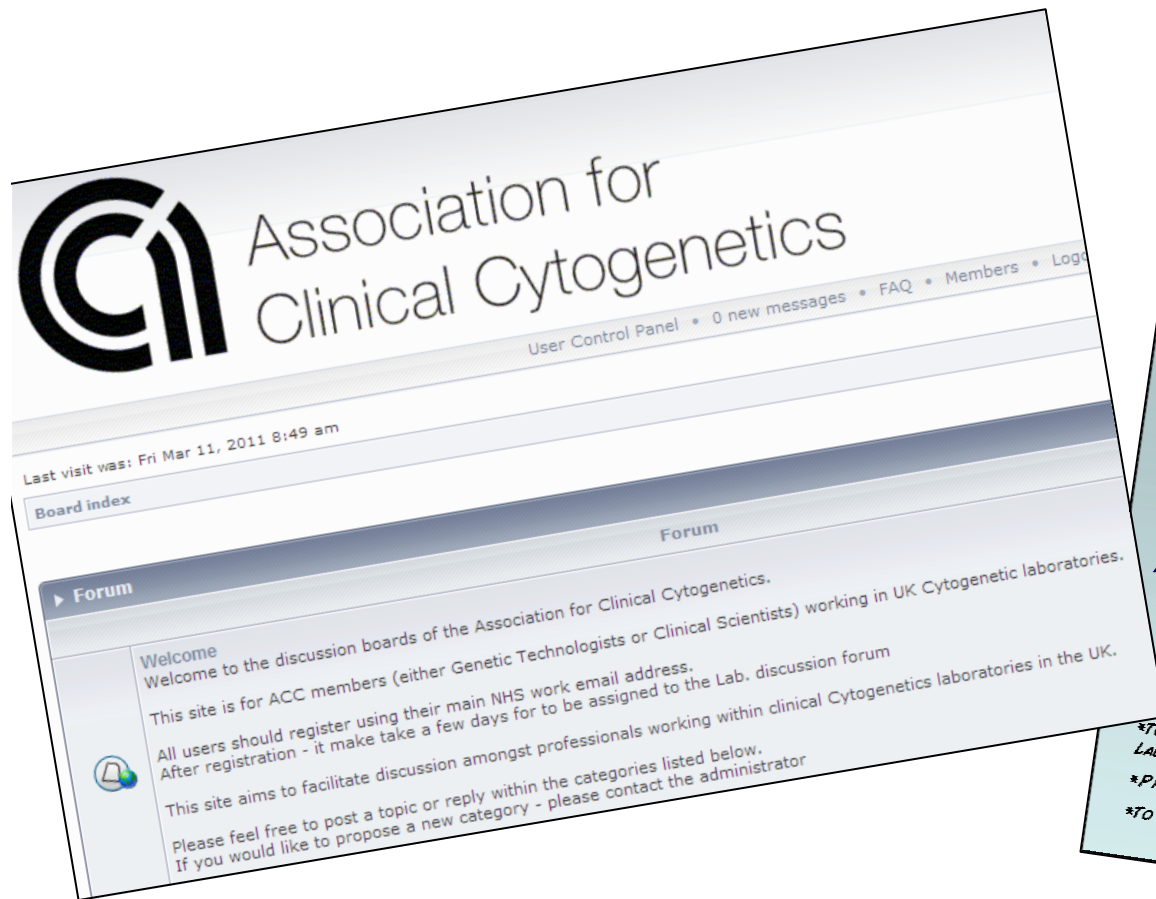 Association for
Clinical Cytogenetics
User Control Panel • 0 new messages • FAQ • Members •
Last visit was: Fri Mar 11, 2011 8:49 am
Board index
Forum
Forum
Welcome
Welcome to the discussion boards of the Association for Clinical Cytogenetics.
This site is for ACC members (either Genetic Technologists or Clinical Scientists) working in UK Cytogenetic laboratories.
All users should register using their main NHS work email address.
After registration - it make take a few days for to be assigned to the Lab. discussion forum
This site aims to facilitate discussion amongst professionals working within clinical Cytogenetics laboratories in the UK.
Please feel free to post a topic or reply within the categories listed below.
If you would like to propose a new category - please contact the administrator
*TO